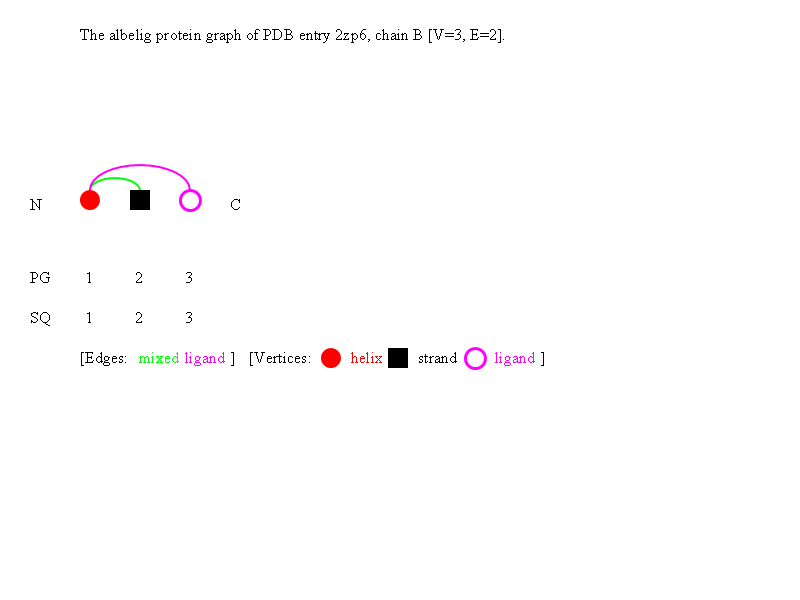 The albelig protein graph of PDB entry 2zp6, chain B [V=3, E=2].
N C
PG 1 2 3
SQ 1 2 3
[Edges: mixed ligand ] [Vertices: helix strand ligand ]